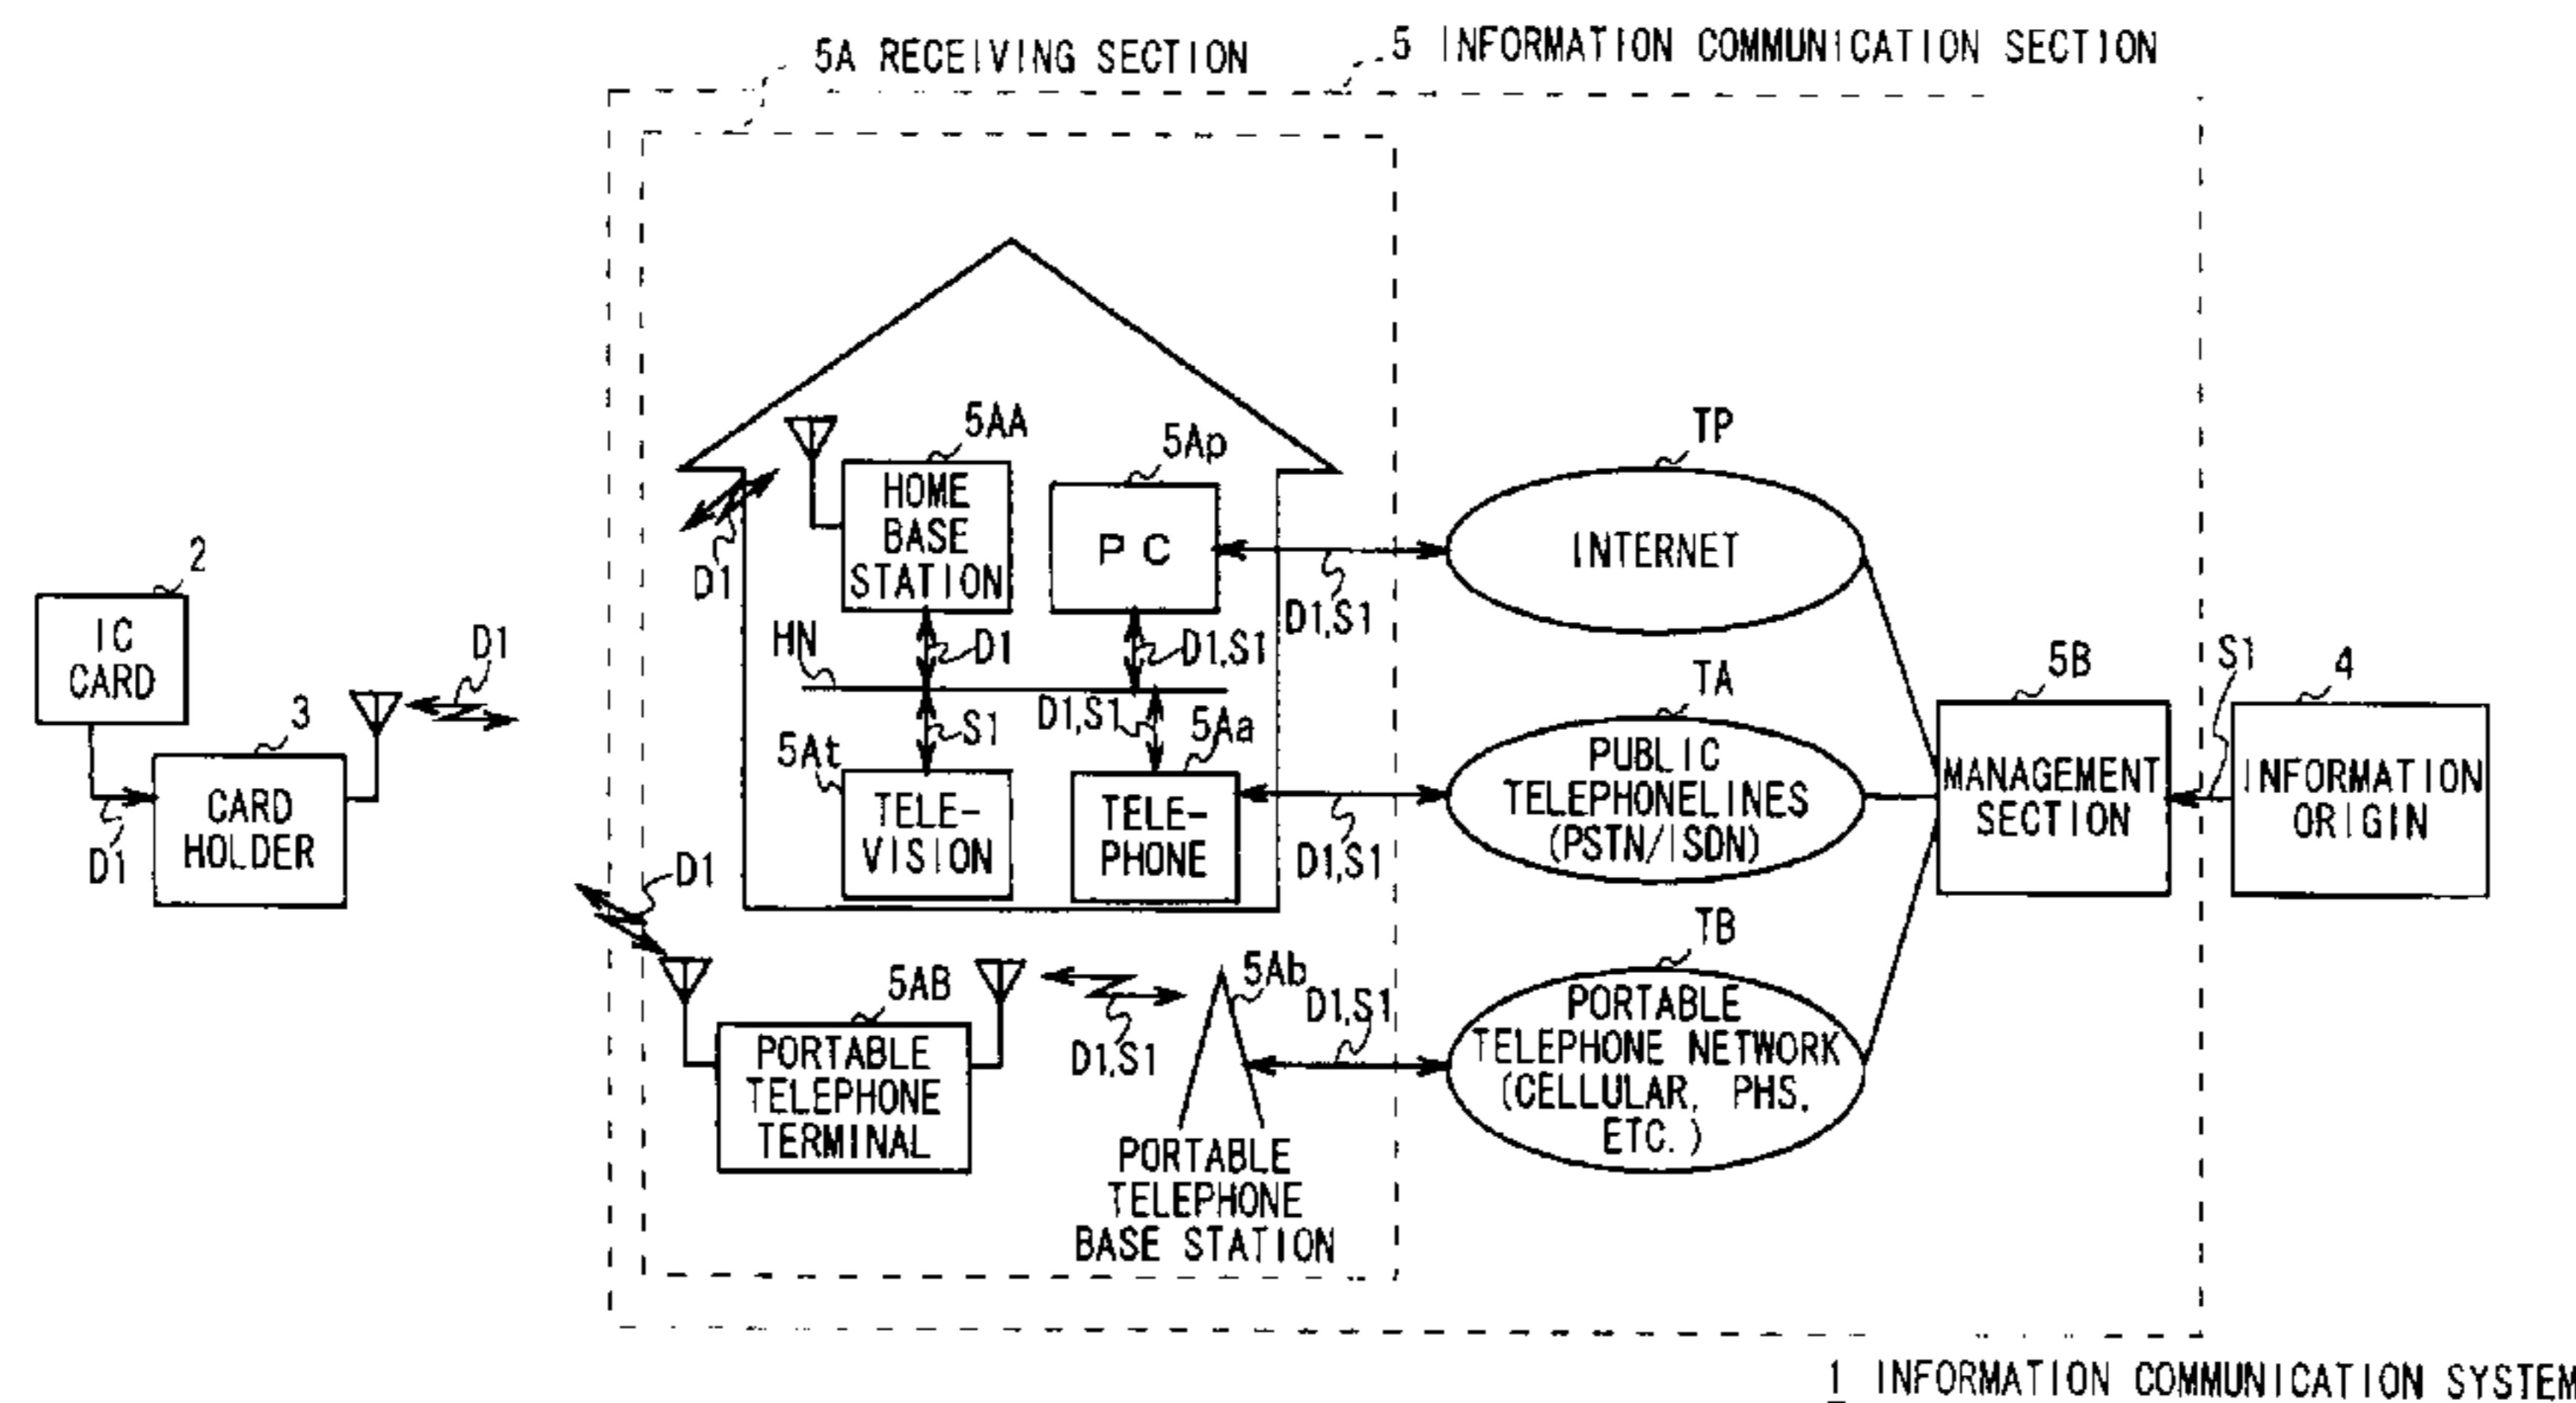 5A RECEIVING SECTION
5 INFORMATION COMMUNICATION SECTION
2
IC
CARD
D1
3
CARD
HOLDER
D1
D1
5AA
HOME
BASE
STATION
5Ap
PC
D1,S1
HN
D1
D1,S1
S1
D1,S1
5At
TELE-
VISION
5Aa
TELE-
PHONE
D1,S1
D1
5AB
PORTABLE
TELEPHONE
TERMINAL
D1,S1
5Ab
D1,S1
PORTABLE
TELEPHONE
BASE STATION
TP
INTERNET
TA
PUBLIC
TELEPHONELINES
(PSTN/ISDN)
TB
PORTABLE
TELEPHONE NETWORK
(CELLULAR, PHS,
ETC.)
5B
MANAGEMENT
SECTION
S1
4
INFORMATION
ORIGIN
1 INFORMATION COMMUNICATION SYSTEM